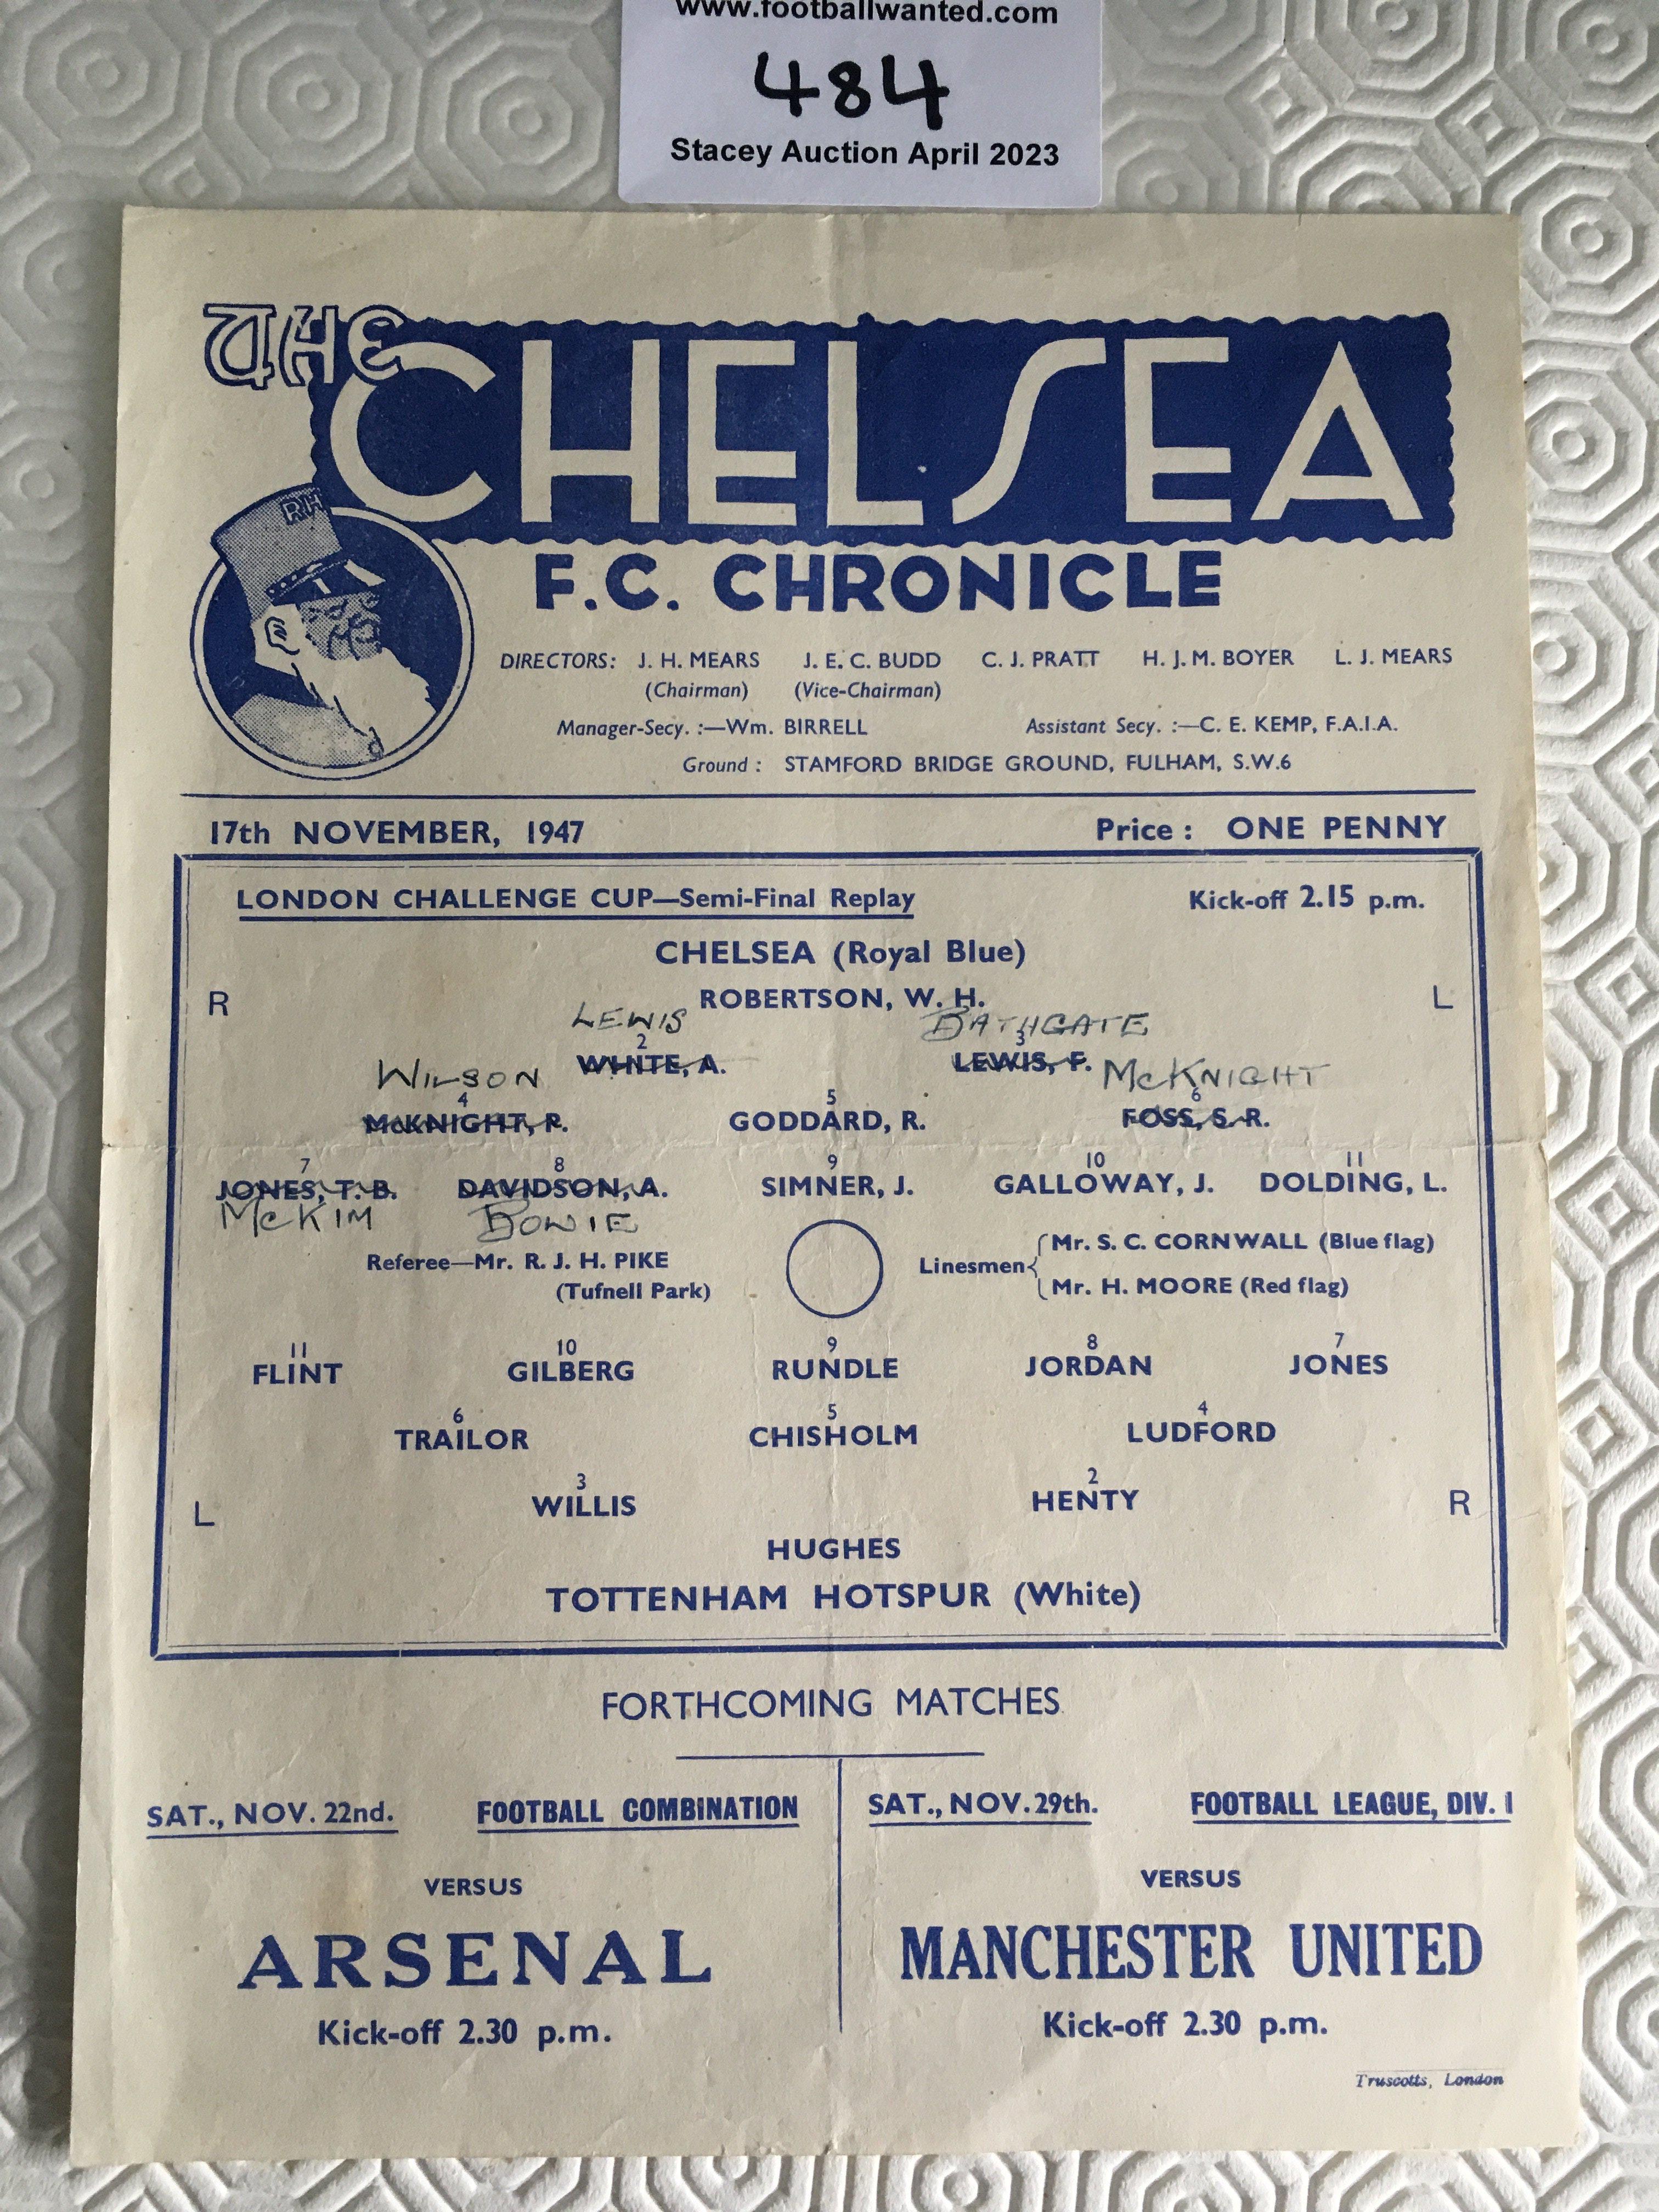 www.footballwanted.com
484
Stacey Auction April 2023
THE
CHELSEA
RH
F.C. CHRONICLE
DIRECTORS: J. H. MEARS J. E. C. BUDD C. J. PRATT H. J. M. BOYER L. J. MEARS
(Chairman) (Vice-Chairman)
Manager-Secy. :—Wm. BIRRELL Assistant Secy. :—C. E. KEMP, F.A.I.A.
Ground : STAMFORD BRIDGE GROUND, FULHAM, S.W.6
17th NOVEMBER, 1947 Price : ONE PENNY
LONDON CHALLENGE CUP—Semi-Final Replay Kick-off 2.15 p.m.
CHELSEA (Royal Blue)
R ROBERTSON, W. H. L
LEWIS BATHGATE
2 3
WHITE, A. LEWIS, F.
WILSON McKNIGHT
4 5 6
McKNIGHT, P. GODDARD, R. FOSS, S. R.
7 8 9 10 11
JONES, T. B. DAVIDSON, A. SIMNER, J. GALLOWAY, J. DOLDING, L.
McKIM BOWIE
Referee—Mr. R. J. H. PIKE
(Tufnell Park)
Linesmen
Mr. S. C. CORNWALL (Blue flag)
Mr. H. MOORE (Red flag)
11 10 9 8 7
FLINT GILBERG RUNDLE JORDAN JONES
6 5 4
TRAILOR CHISHOLM LUDFORD
3 2
WILLIS HENTY
L R
HUGHES
TOTTENHAM HOTSPUR (White)
FORTHCOMING MATCHES
SAT., NOV. 22nd. FOOTBALL COMBINATION
VERSUS
ARSENAL
Kick-off 2.30 p.m.
SAT., NOV. 29th. FOOTBALL LEAGUE, DIV. I
VERSUS
MANCHESTER UNITED
Kick-off 2.30 p.m.
Truscotts, London